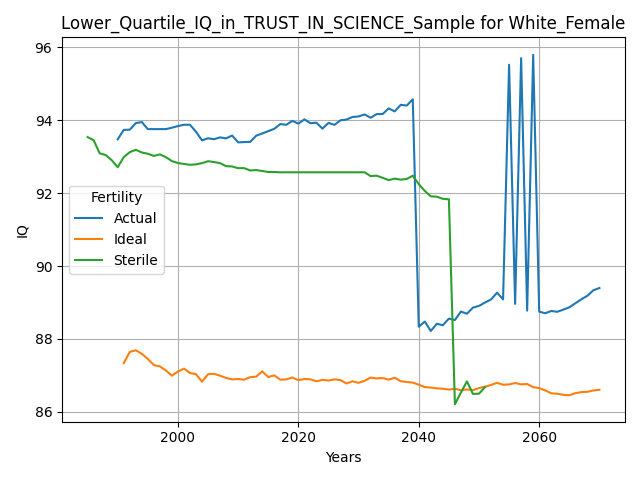 Lower_Quartile_IQ_in_TRUST_IN_SCIENCE_Sample for White_Female
96
94
92
90
88
86
IQ
Fertility
Actual
Ideal
Sterile
2000
2020
2040
2060
Years